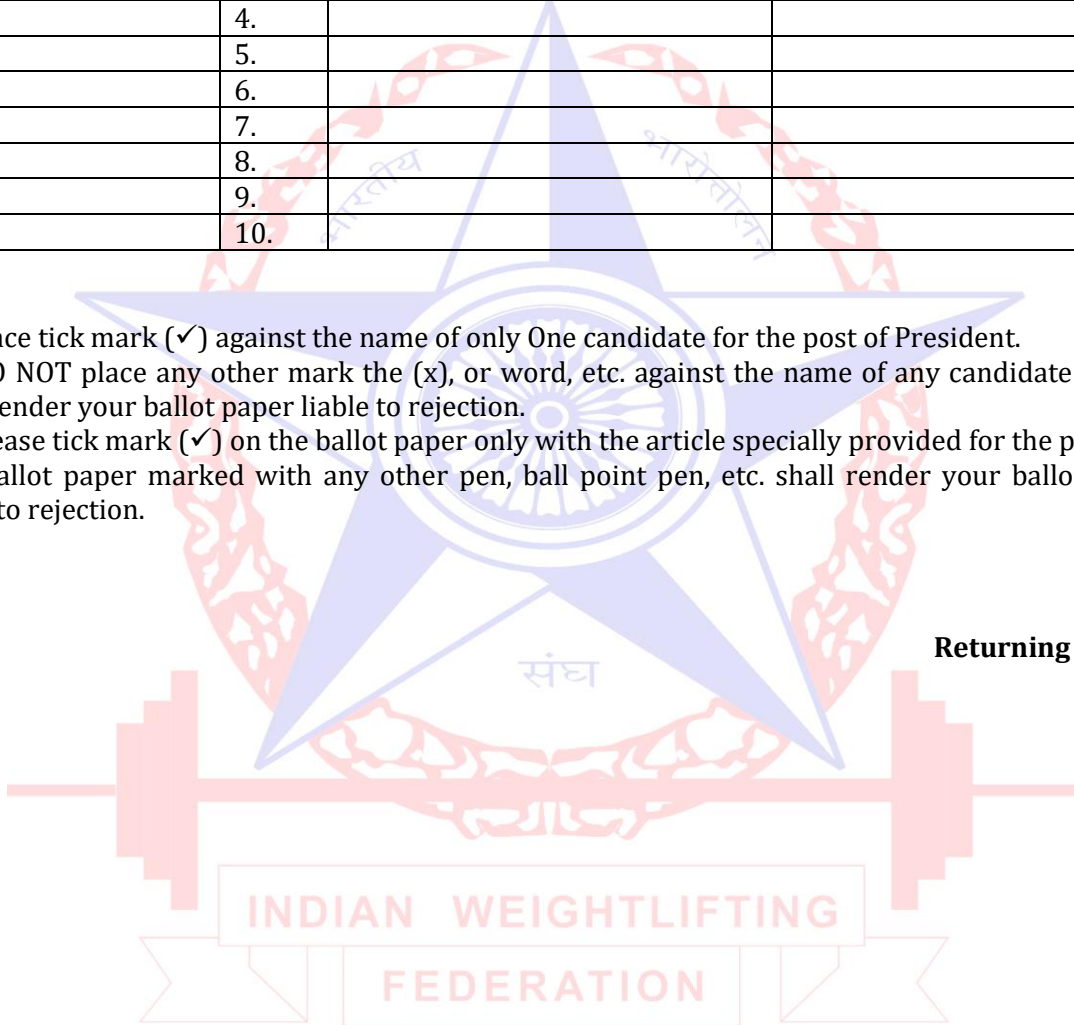 4.
5.
6.
7.
8.
9.
10.
भारतीय
भारोत्तोलन
ace tick mark (✓) against the name of only One candidate for the post of President.
NOT place any other mark the (x), or word, etc. against the name of any candidate
ender your ballot paper liable to rejection.
ease tick mark (✓) on the ballot paper only with the article specially provided for the p
allot paper marked with any other pen, ball point pen, etc. shall render your ballo
to rejection.
Returning
संघ
INDIAN WEIGHTLIFTING
FEDERATION